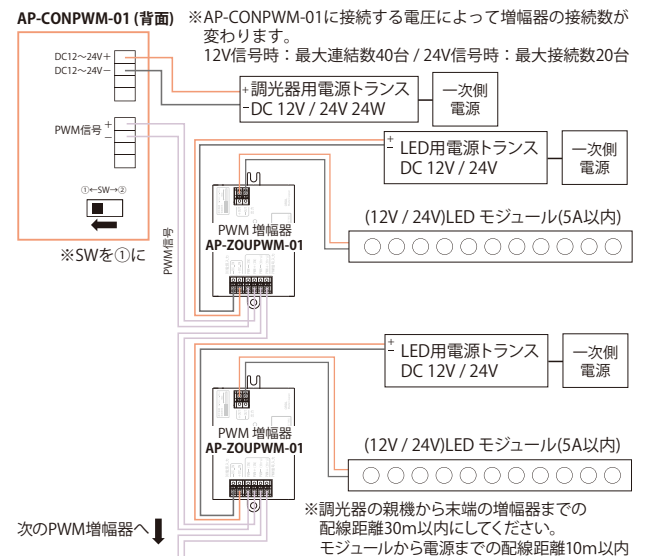 AP-CONPWM-01 (背面)
※AP-CONPWM-01に接続する電圧によって増幅器の接続数が
変わります。
12V信号時：最大連結数40台 / 24V信号時：最大接続数20台
DC12～24V＋
DC12～24V－
+調光器用電源トランス
-DC 12V / 24V 24W
一次側
電源
PWM信号 +
－
①←SW→②
※SWを①に
PWM信号
+
- LED用電源トランス
DC 12V / 24V
一次側
電源
PWM 増幅器
AP-ZOUPWM-01
(12V / 24V)LED モジュール(5A以内)
+
- LED用電源トランス
DC 12V / 24V
一次側
電源
PWM 増幅器
AP-ZOUPWM-01
(12V / 24V)LED モジュール(5A以内)
次のPWM増幅器へ
※調光器の親機から末端の増幅器までの
配線距離30m以内にしてください。
モジュールから電源までの配線距離10m以内